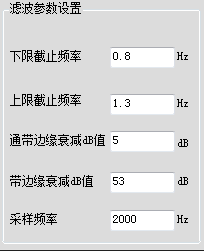 滤波参数设置
下限截止频率 0.8 Hz
上限截止频率 1.3 Hz
通带边缘衰减dB值 5 dB
带边缘衰减dB值 53 dB
采样频率 2000 Hz